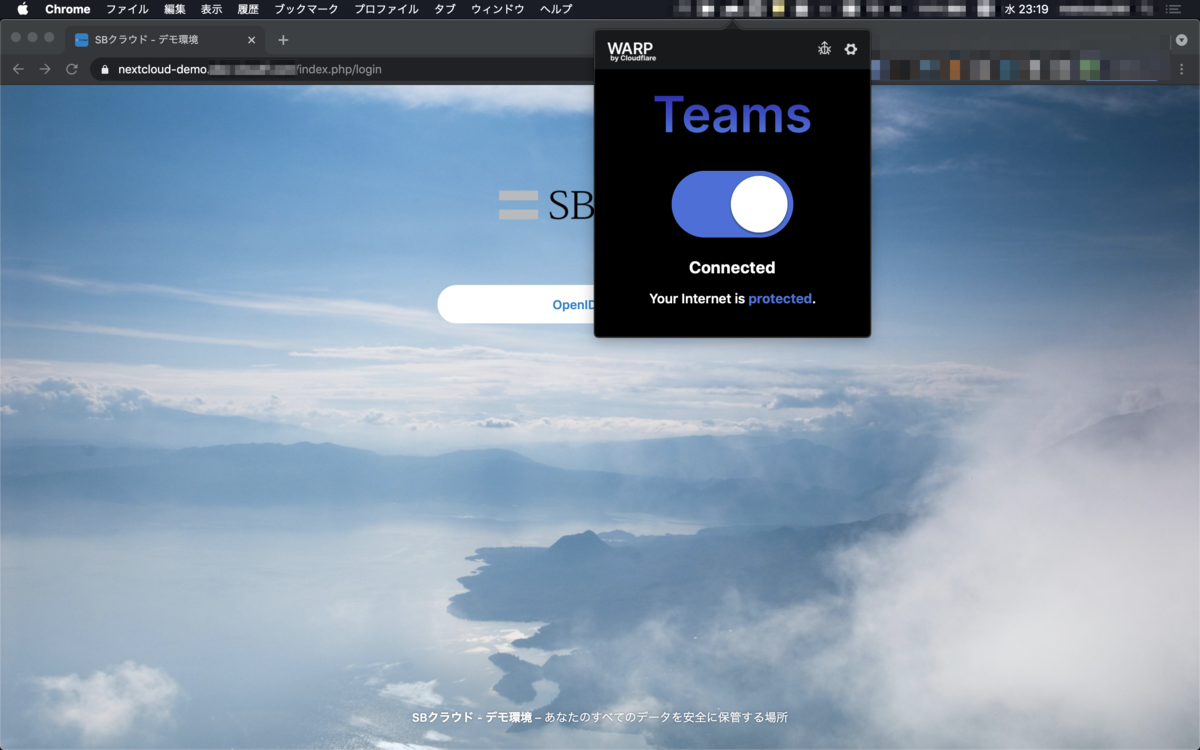 Chrome ファイル 編集 表示 履歴 ブックマーク プロファイル タブ ウィンドウ ヘルプ 水 23:19
SBクラウド - デモ環境
nextcloud-demo. /index.php/login
WARP
by Cloudflare
Teams
SB
Connected
OpenID
Your Internet is protected.
SBクラウド - デモ環境 – あなたのすべてのデータを安全に保管する場所